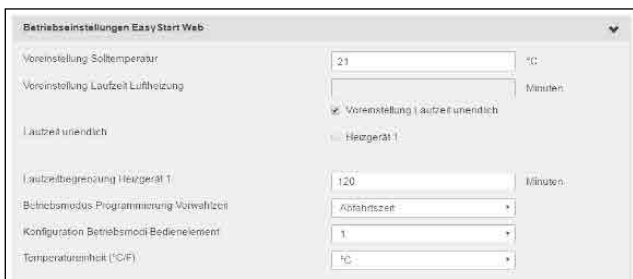 Betriebseinstellungen EasyStart Web
Voreinstellung Solltemperatur 21 °C
Voreinstellung Laufzeit Luftheizung Minuten
Voreinstellung Laufzeit unendlich
Laufzeit unendlich Heizgerät 1
Laufzeitbegrenzung Heizgerät 1 120 Minuten
Betriebsmodus Programmierung Vorwahlzeit Abfahrtszeit
Konfiguration Betriebsmodi Bedienelement 1
Temperatureinheit (°C/F) °C